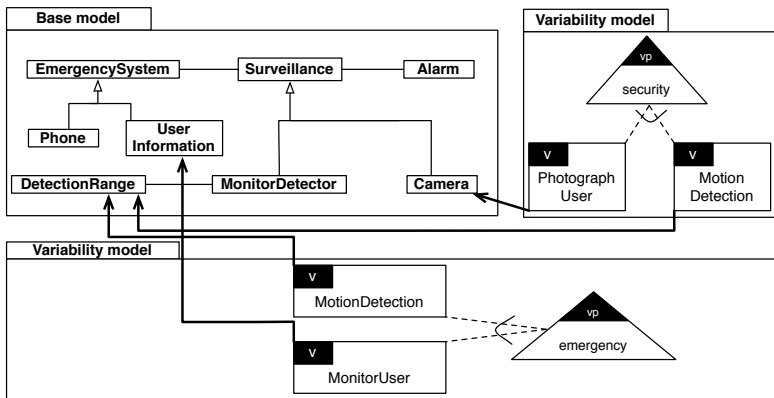 Base model
EmergencySystem
Surveillance
Alarm
Phone
User
Information
DetectionRange
MonitorDetector
Camera
Variability model
vp
security
V
Photograph
User
V
Motion
Detection
Variability model
V
MotionDetection
V
MonitorUser
vp
emergency